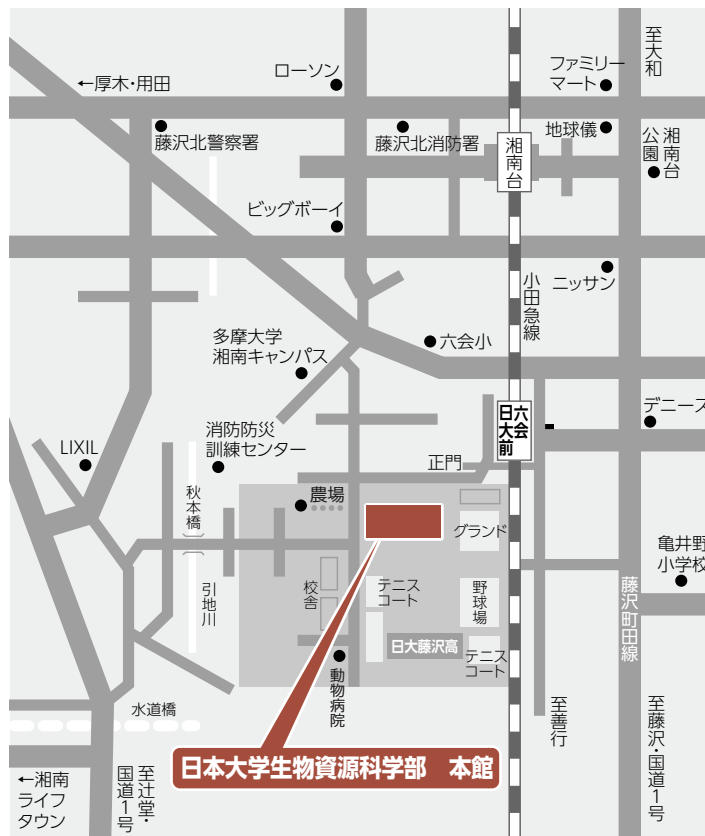 至大和
ローソン
ファミリー
マート
←厚木・用田
藤沢北警察署
藤沢北消防署
地球儀
湘南台
湘南台
公園
ビッグボーイ
小田急線
ニッサン
多摩大学
湘南キャンパス
六会小
六会
日大前
デニーズ
消防防災
訓練センター
LIXIL
正門
秋本橋
農場
グランド
亀井野
小学校
引地川
校舎
テニス
コート
野球場
藤沢町田線
日大藤沢高
テニス
コート
動物病院
水道橋
至善行
至藤沢・国道1号
日本大学生物資源科学部 本館
←湘南
ライフ
タウン
至辻堂・
国道1号